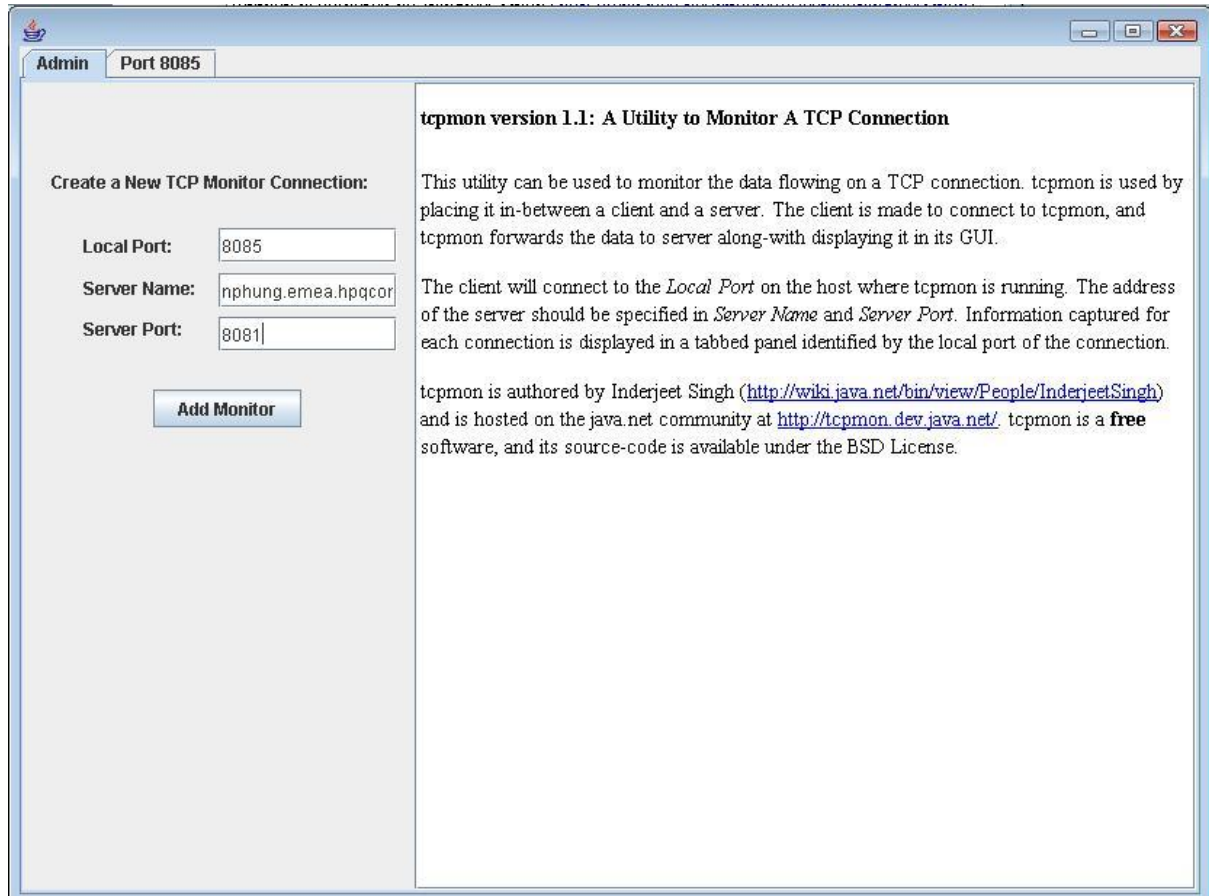 Admin
Port 8085
Create a New TCP Monitor Connection:
Local Port:
8085
Server Name:
nphung.emea.hpqcor
Server Port:
8081
Add Monitor
tcpmon version 1.1: A Utility to Monitor A TCP Connection
This utility can be used to monitor the data flowing on a TCP connection. tcpmon is used by
placing it in-between a client and a server. The client is made to connect to tcpmon, and
tcpmon forwards the data to server along-with displaying it in its GUI.
The client will connect to the Local Port on the host where tcpmon is running. The address
of the server should be specified in Server Name and Server Port. Information captured for
each connection is displayed in a tabbed panel identified by the local port of the connection.
tcpmon is authored by Inderjeet Singh (http://wiki.java.net/bin/view/People/InderjeetSingh)
and is hosted on the java.net community at http://tcpmon.dev.java.net/. tcpmon is a free
software, and its source-code is available under the BSD License.